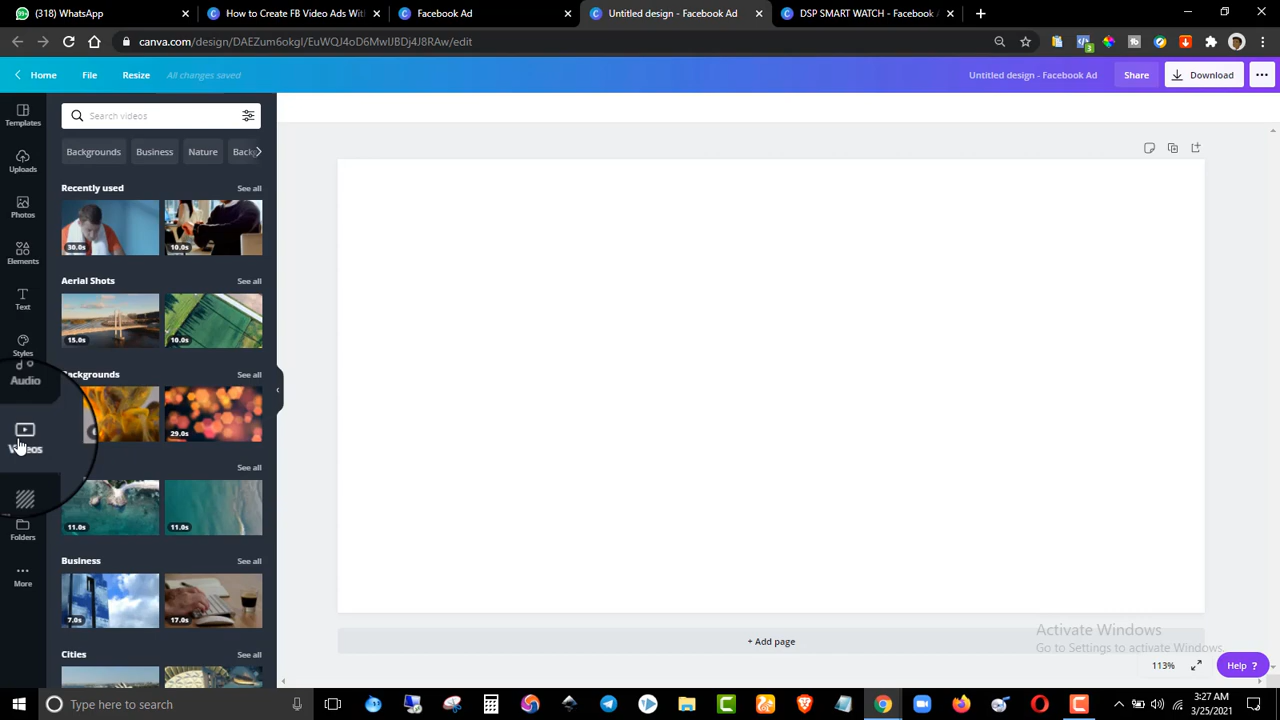 (318) WhatsApp
How to Create FB Video Ads Wit
Facebook Ad
Untitled design - Facebook Ad
DSP SMART WATCH - Facebook A
canva.com/design/DAEZum6okgI/EuWQJ4oD6MwIJBDj4J8RAw/edit
3
Home
File
Resize
All changes saved
Untitled design - Facebook Ad
Share
Download
Templates
Uploads
Photos
Elements
Text
Styles
Audio
Videos
Folders
More
Search videos
Backgrounds
Business
Nature
Backg
Recently used
See all
30.0s
10.0s
Aerial Shots
See all
15.0s
10.0s
Backgrounds
See all
29.0s
See all
11.0s
11.0s
Business
See all
7.0s
17.0s
Cities
See all
+ Add page
Activate Windows
Go to Settings to activate Windows.
113%
Help ?
Type here to search
3:27 AM
3/25/2021